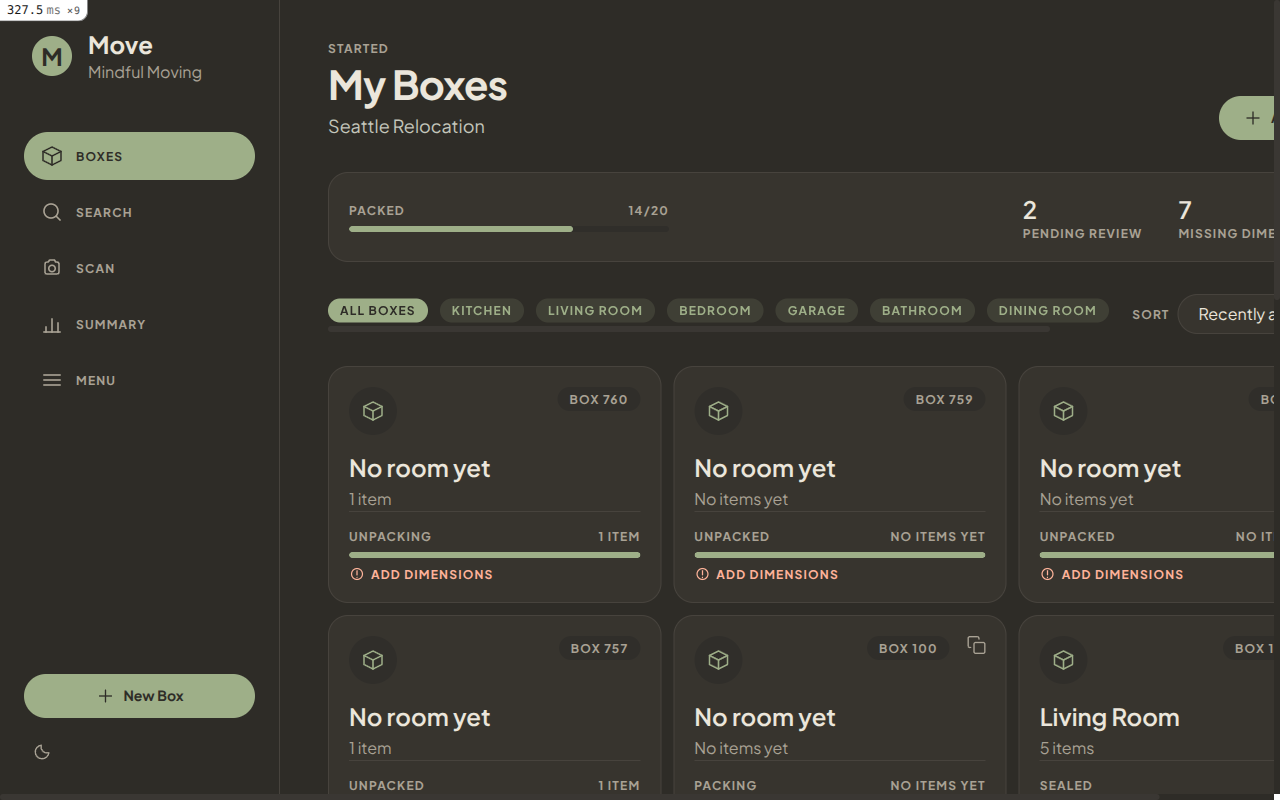 327.5 ms ×9
M
Move
Mindful Moving
BOXES
SEARCH
SCAN
SUMMARY
MENU
New Box
STARTED
My Boxes
Seattle Relocation
PACKED 14/20
2
PENDING REVIEW
7
MISSING DIME
ALL BOXES KITCHEN LIVING ROOM BEDROOM GARAGE BATHROOM DINING ROOM SORT Recently a
BOX 760
No room yet
1 item
UNPACKING 1 ITEM
ADD DIMENSIONS
BOX 759
No room yet
No items yet
UNPACKED NO ITEMS YET
ADD DIMENSIONS
No room yet
No items yet
UNPACKED NO IT
ADD DIMENSIONS
BOX 757
No room yet
1 item
UNPACKED 1 ITEM
BOX 100
No room yet
No items yet
PACKING NO ITEMS YET
BOX 1
Living Room
5 items
SEALED